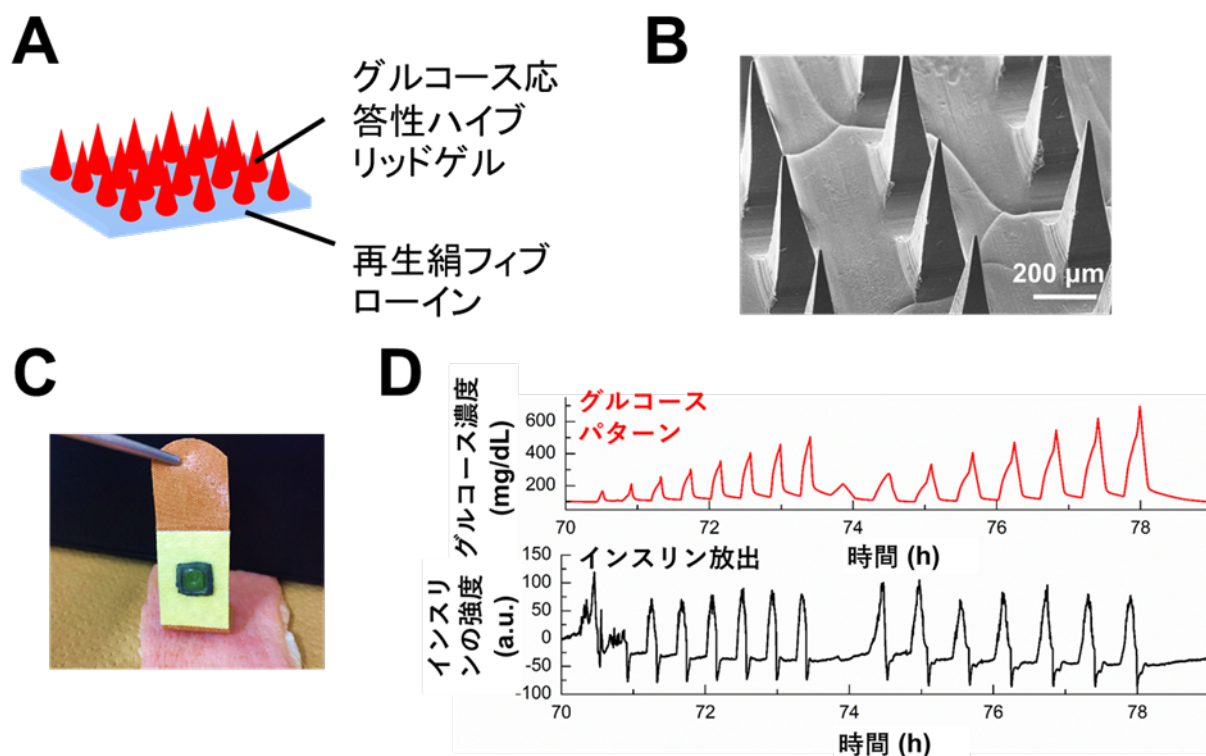 A
グルコース応
答性ハイブ
リッドゲル
再生絹フィブ
ローイン
B
200 μm
C
D
グルコース濃度
(mg/dL)
グルコース
パターン
600
400
200
70
72
74
76
78
時間 (h)
インスリ
ンの強度
(a.u.)
インスリン放出
150
100
50
0
-50
-100
70
72
74
76
78
時間 (h)